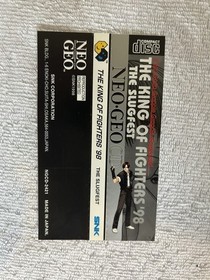 COMPACT
disc
THE KING OF FIGHTERS '98
THE SLUGFEST
NEO•GEO
THE KING OF FIGHTERS '98
THE SLUGFEST
SNK
NEO
GEO
SNK CORPORATION
NGCD-2421
MADE IN JAPAN